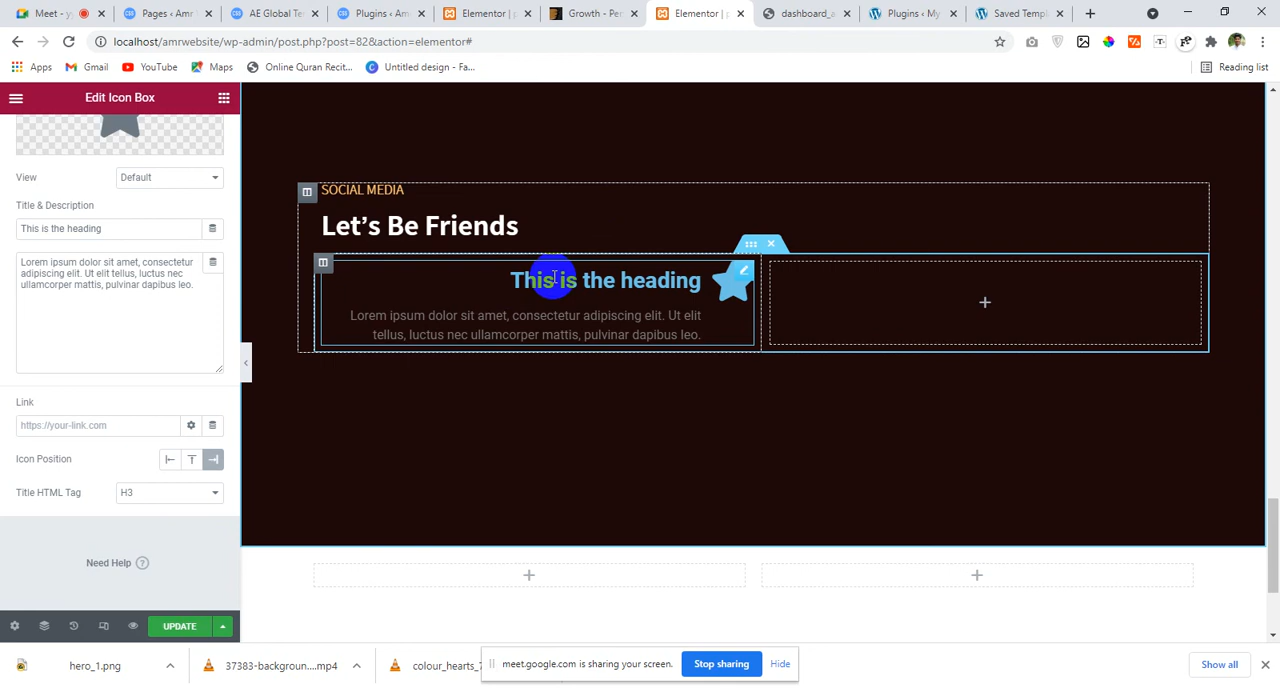 Meet - yy
Pages ‹ Amr
AE Global Tem
Plugins ‹ Am
Elementor | p
Growth - Per
Elementor | p
dashboard_a
Plugins ‹ My
Saved Templ
localhost/amrwebsite/wp-admin/post.php?post=82&action=elementor#
Apps
Gmail
YouTube
Maps
Online Quran Recit...
Untitled design - Fa...
Reading list
Edit Icon Box
View
Default
Title & Description
This is the heading
Lorem ipsum dolor sit amet, consectetur
adipiscing elit. Ut elit tellus, luctus nec
ullamcorper mattis, pulvinar dapibus leo.
Link
https://your-link.com
Icon Position
Title HTML Tag
H3
Need Help ?
UPDATE
SOCIAL MEDIA
Let’s Be Friends
This is the heading
Lorem ipsum dolor sit amet, consectetur adipiscing elit. Ut elit
tellus, luctus nec ullamcorper mattis, pulvinar dapibus leo.
hero_1.png
37383-backgroun....mp4
colour_hearts_
meet.google.com is sharing your screen.
Stop sharing
Hide
Show all